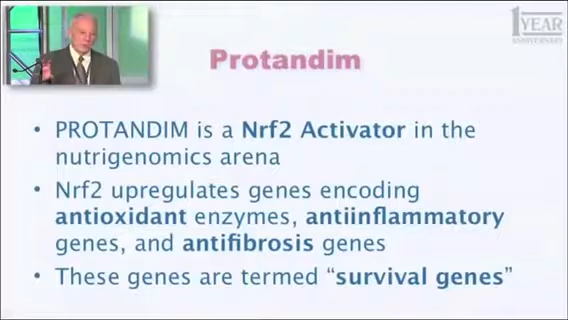 1 YEAR
ANNIVERSARY
Protandim
• PROTANDIM is a Nrf2 Activator in the
nutrigenomics arena
• Nrf2 upregulates genes encoding
antioxidant enzymes, antiinflammatory
genes, and antifibrosis genes
• These genes are termed “survival genes”